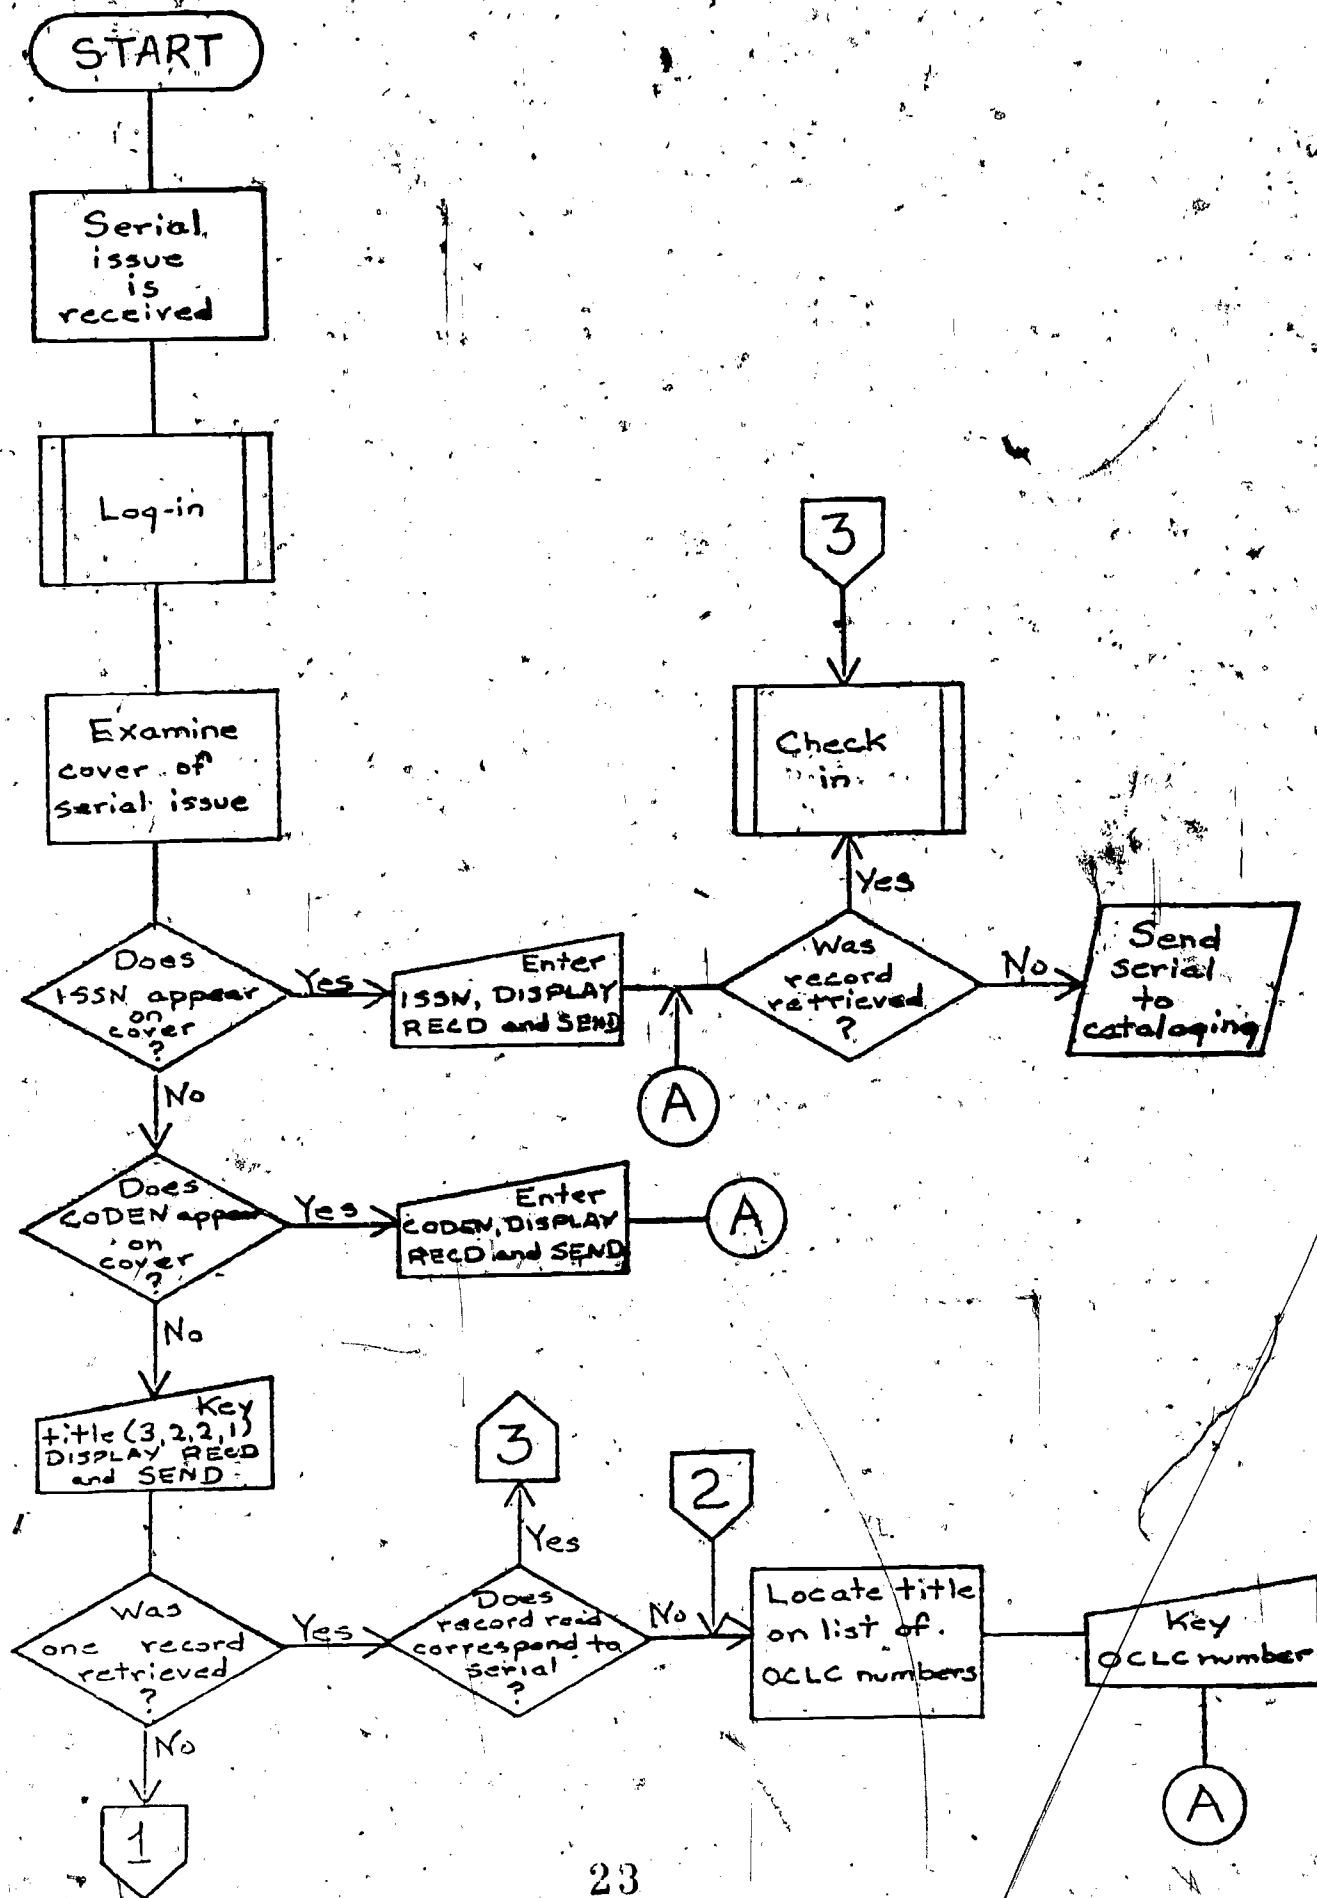 START
Serial
issue
is
received
Log-in
3
Examine
cover of
serial issue
Check
in
Yes
Does
ISSN appear
on
cover
?
Yes
Enter
ISSN, DISPLAY
RECD and SEND
Was
record
retrieved
?
No
Send
serial
to
cataloging
A
No
Does
CODEN appear
on
cover
?
Yes
Enter
CODEN, DISPLAY
RECD and SEND
A
No
Key
title (3,2,2,1)
DISPLAY RECD
and SEND
3
2
Yes
Was
one record
retrieved
?
Yes
Does
record
correspond to
serial
?
No
Locate title
on list of
OCLC numbers
Key
OCLC number
No
A
1
23